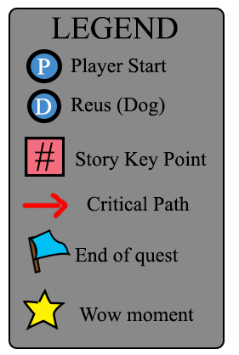 LEGEND
P Player Start
D Reus (Dog)
# Story Key Point
Critical Path
End of quest
Wow moment